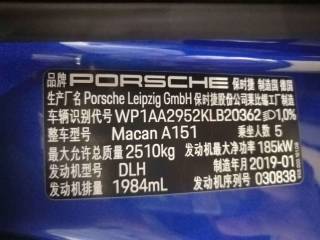 品牌 PORSCHE 保时捷 制造国 德国
生产厂名 Porsche Leipzig GmbH 保时捷股份公司莱比锡工厂制造
车辆识别代号 WP1AA2952KLB20362 1,0%
整车型号 Macan A151 乘坐人数 5
最大允许总质量 2510kg 发动机最大净功率 185kW
发动机型号 DLH 制造年月 2019-01
发动机排量 1984mL 发动机序列号 030838